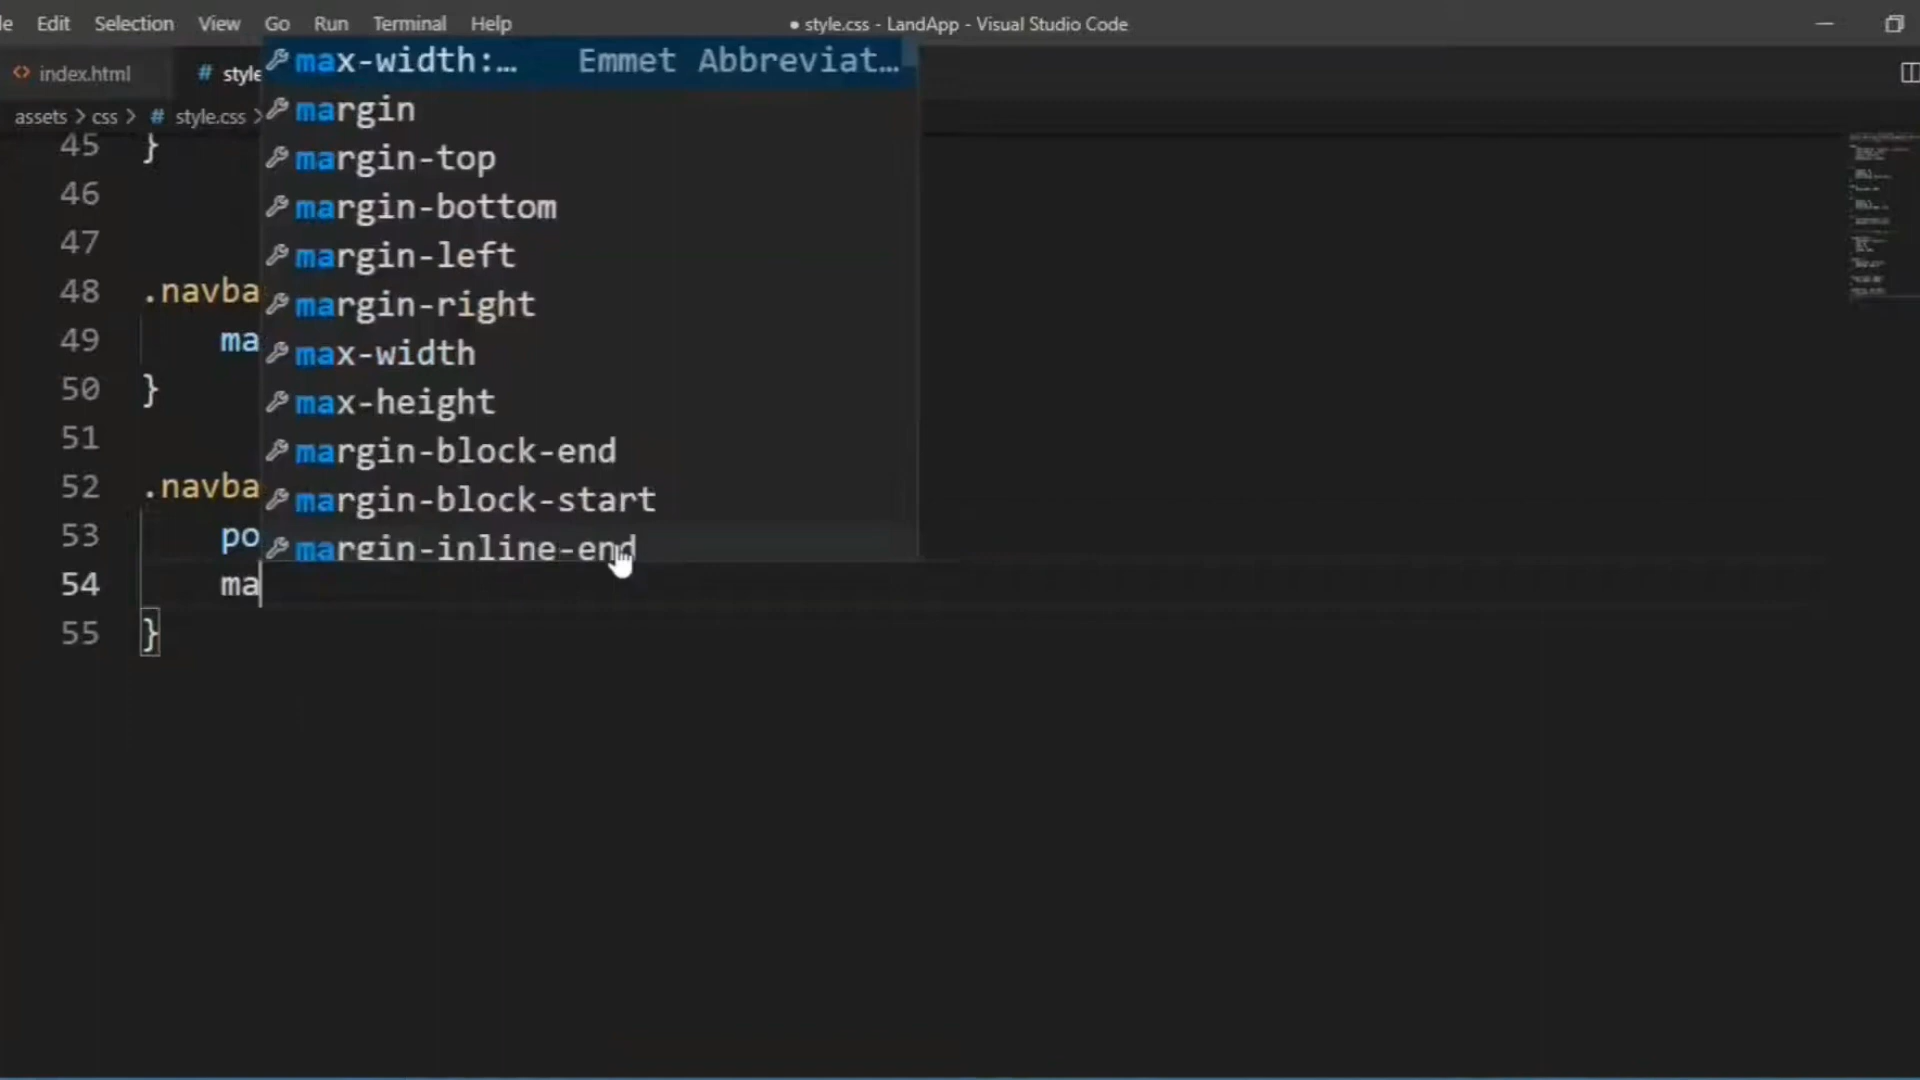 le Edit Selection View Go Run Terminal Help ● style.css - LandApp - Visual Studio Code
index.html # style
assets > css > # style.css >
max-width:… Emmet Abbreviat…
margin
margin-top
margin-bottom
margin-left
margin-right
max-width
max-height
margin-block-end
margin-block-start
margin-inline-end
45 }
46
47
48 .navba
49 ma
50 }
51
52 .navba
53 po
54 ma
55 }